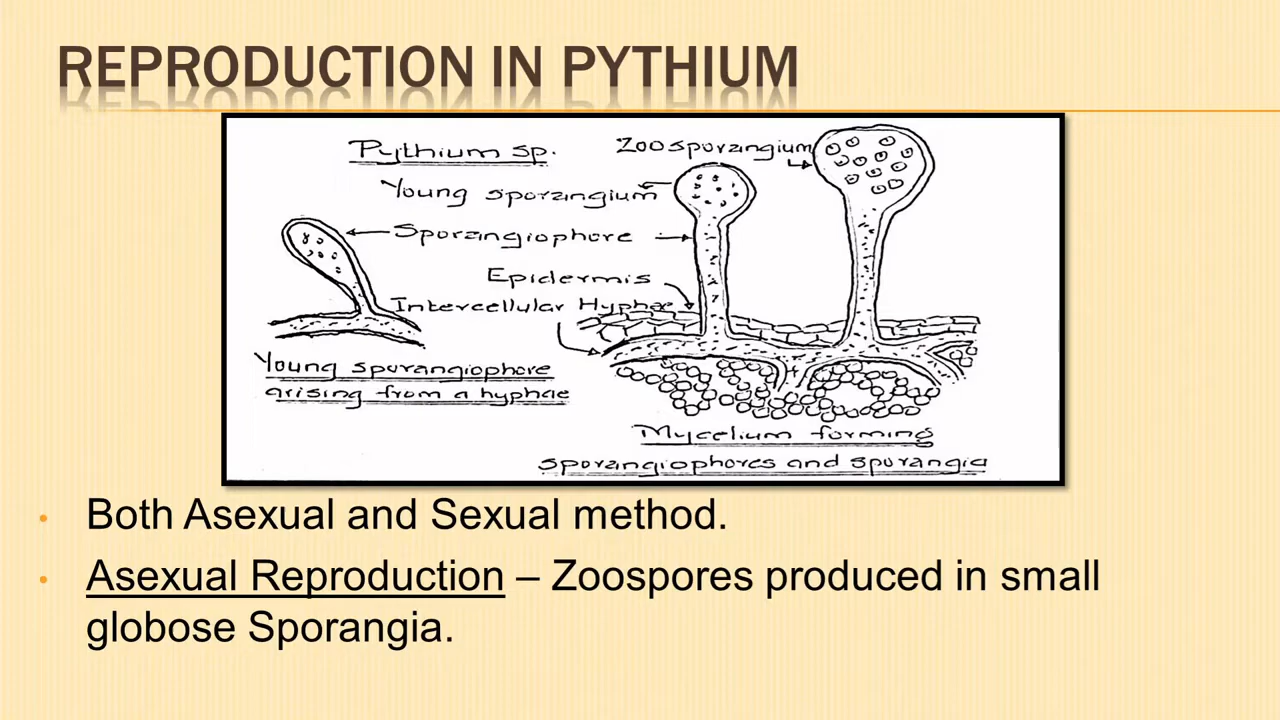 REPRODUCTION IN PYTHIUM
Pythium sp.
Zoosporangium
Young sporangium
Sporangiophore
Epidermis
Intercellular Hyphae
Young sporangiophore
arising from a hyphae
Mycelium forming
sporangiophores and sporangia
• Both Asexual and Sexual method.
• Asexual Reproduction – Zoospores produced in small
globose Sporangia.